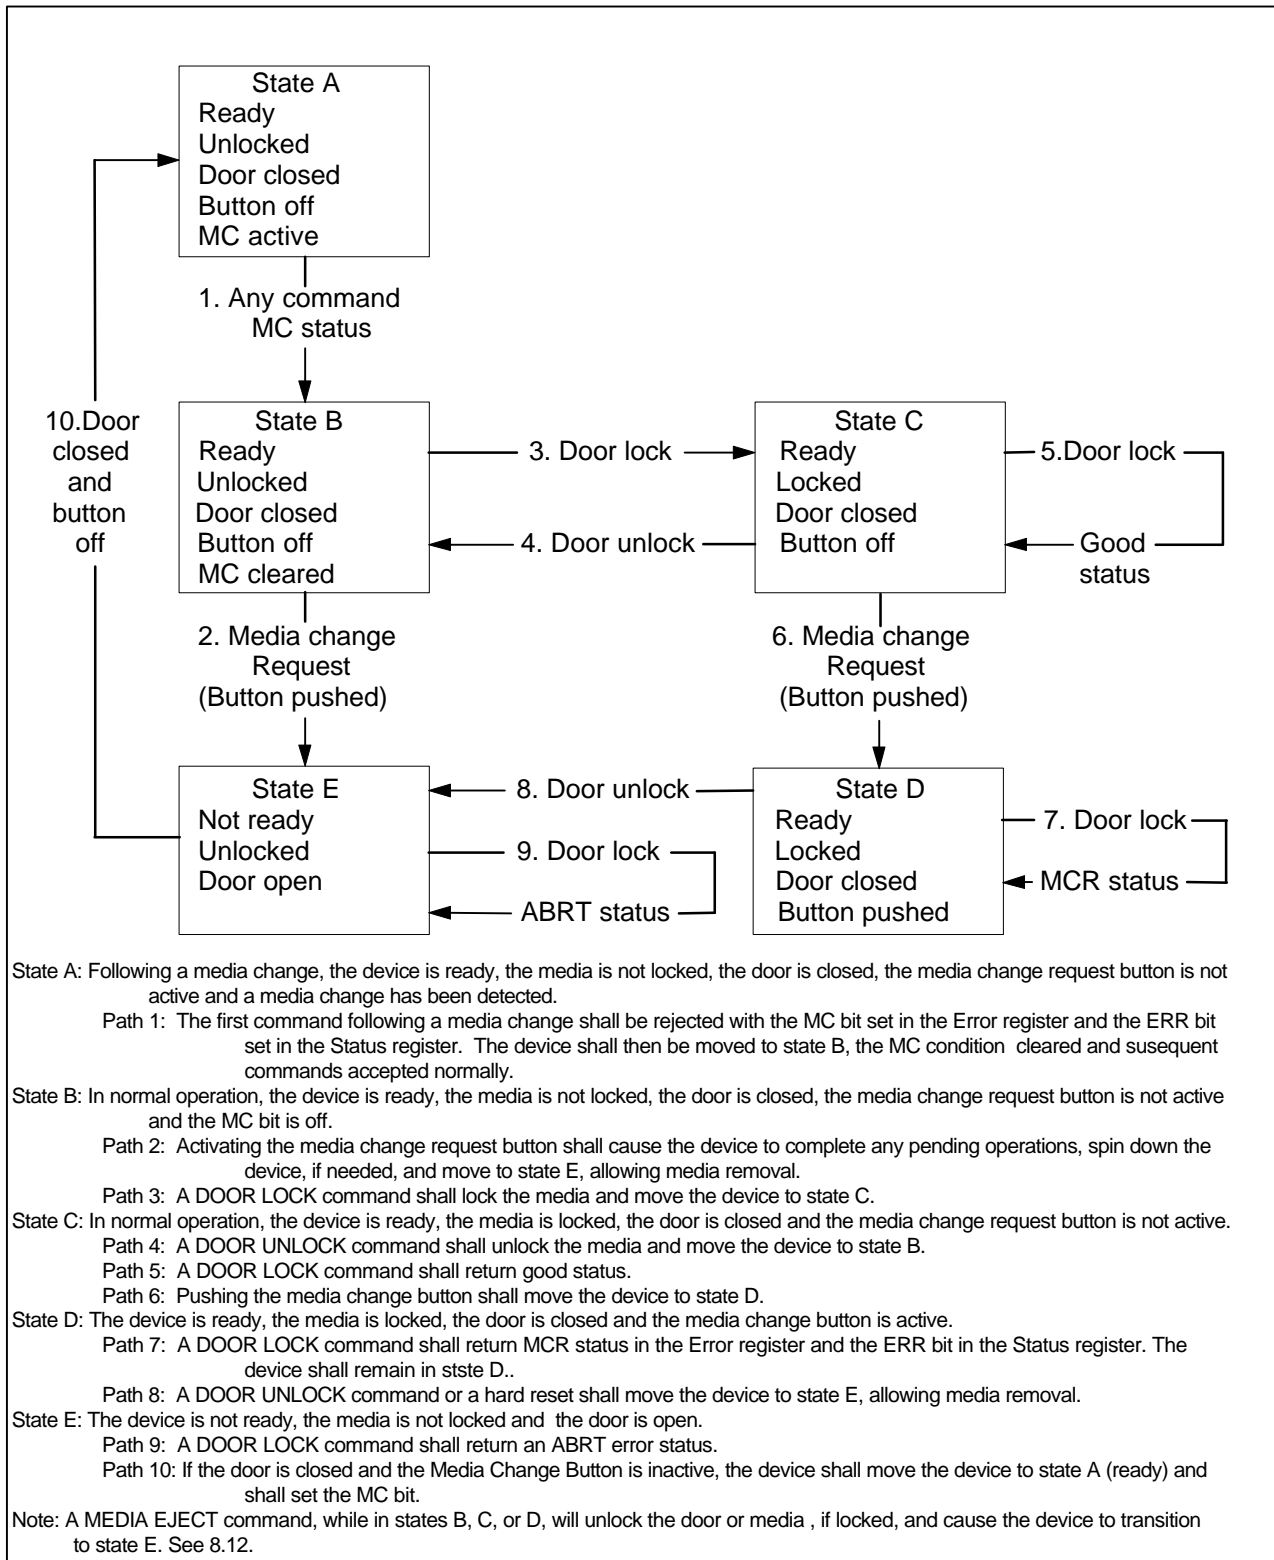 State A
Ready
Unlocked
Door closed
Button off
MC active
1. Any command
MC status
10.Door
closed
and
button
off
State B
Ready
Unlocked
Door closed
Button off
MC cleared
3. Door lock
4. Door unlock
State C
Ready
Locked
Door closed
Button off
5.Door lock
Good
status
2. Media change
Request
(Button pushed)
6. Media change
Request
(Button pushed)
State E
Not ready
Unlocked
Door open
8. Door unlock
9. Door lock
ABRT status
State D
Ready
Locked
Door closed
Button pushed
7. Door lock
MCR status
State A: Following a media change, the device is ready, the media is not locked, the door is closed, the media change request button is not
active and a media change has been detected.
Path 1: The first command following a media change shall be rejected with the MC bit set in the Error register and the ERR bit
set in the Status register. The device shall then be moved to state B, the MC condition cleared and susequent
commands accepted normally.
State B: In normal operation, the device is ready, the media is not locked, the door is closed, the media change request button is not active
and the MC bit is off.
Path 2: Activating the media change request button shall cause the device to complete any pending operations, spin down the
device, if needed, and move to state E, allowing media removal.
Path 3: A DOOR LOCK command shall lock the media and move the device to state C.
State C: In normal operation, the device is ready, the media is locked, the door is closed and the media change request button is not active.
Path 4: A DOOR UNLOCK command shall unlock the media and move the device to state B.
Path 5: A DOOR LOCK command shall return good status.
Path 6: Pushing the media change button shall move the device to state D.
State D: The device is ready, the media is locked, the door is closed and the media change button is active.
Path 7: A DOOR LOCK command shall return MCR status in the Error register and the ERR bit in the Status register. The
device shall remain in stste D..
Path 8: A DOOR UNLOCK command or a hard reset shall move the device to state E, allowing media removal.
State E: The device is not ready, the media is not locked and the door is open.
Path 9: A DOOR LOCK command shall return an ABRT error status.
Path 10: If the door is closed and the Media Change Button is inactive, the device shall move the device to state A (ready) and
shall set the MC bit.
Note: A MEDIA EJECT command, while in states B, C, or D, will unlock the door or media , if locked, and cause the device to transition
to state E. See 8.12.